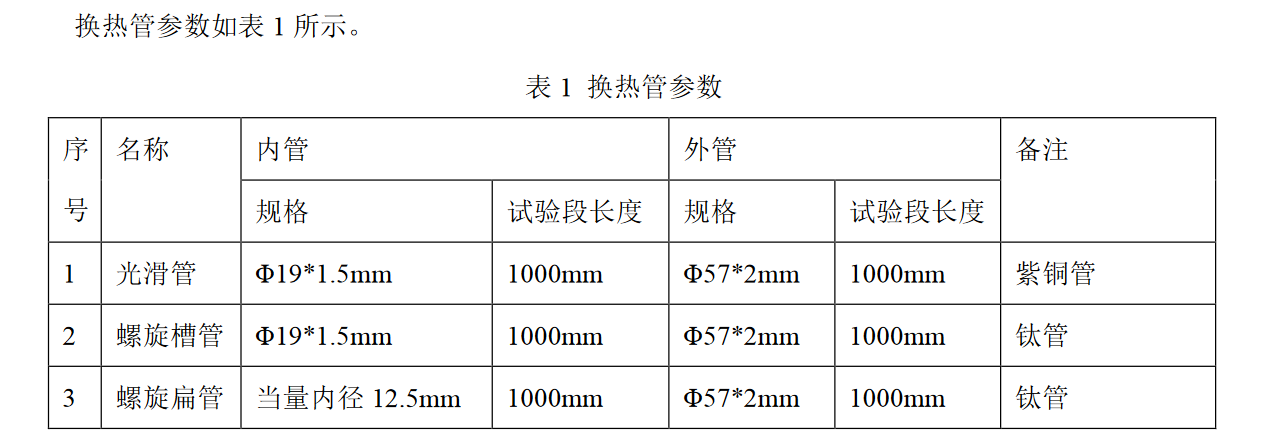 换热管参数如表 1 所示。
表 1 换热管参数
序号 名称 内管 外管 备注
规格 试验段长度 规格 试验段长度
1 光滑管 Φ19*1.5mm 1000mm Φ57*2mm 1000mm 紫铜管
2 螺旋槽管 Φ19*1.5mm 1000mm Φ57*2mm 1000mm 钛管
3 螺旋扁管 当量内径 12.5mm 1000mm Φ57*2mm 1000mm 钛管